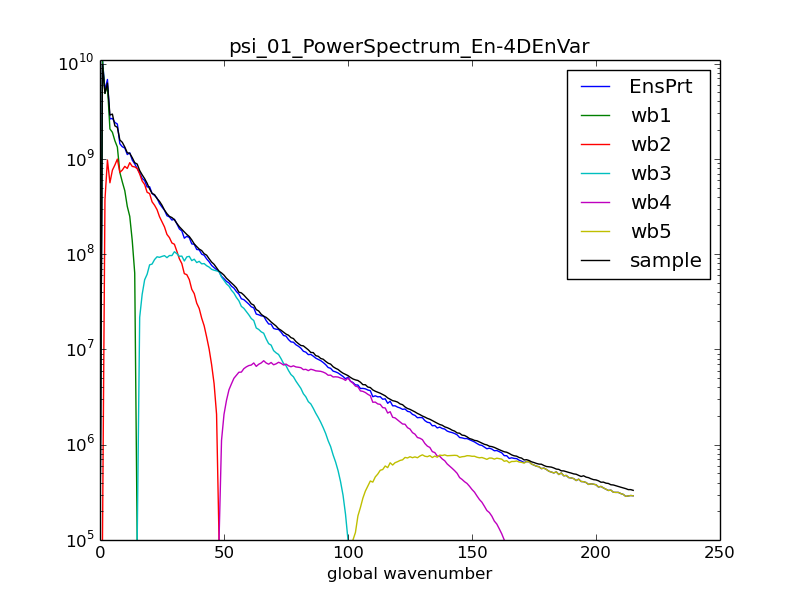 psi_01_PowerSpectrum_En-4DEnVar
10^10
10^9
10^8
10^7
10^6
10^5
0
50
100
150
200
250
global wavenumber
EnsPrt
wb1
wb2
wb3
wb4
wb5
sample